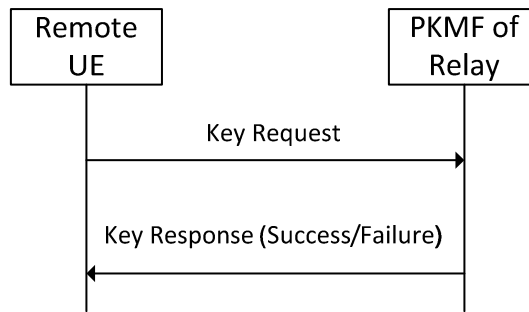 Remote
UE
PKMF of
Relay
Key Request
Key Response (Success/Failure)